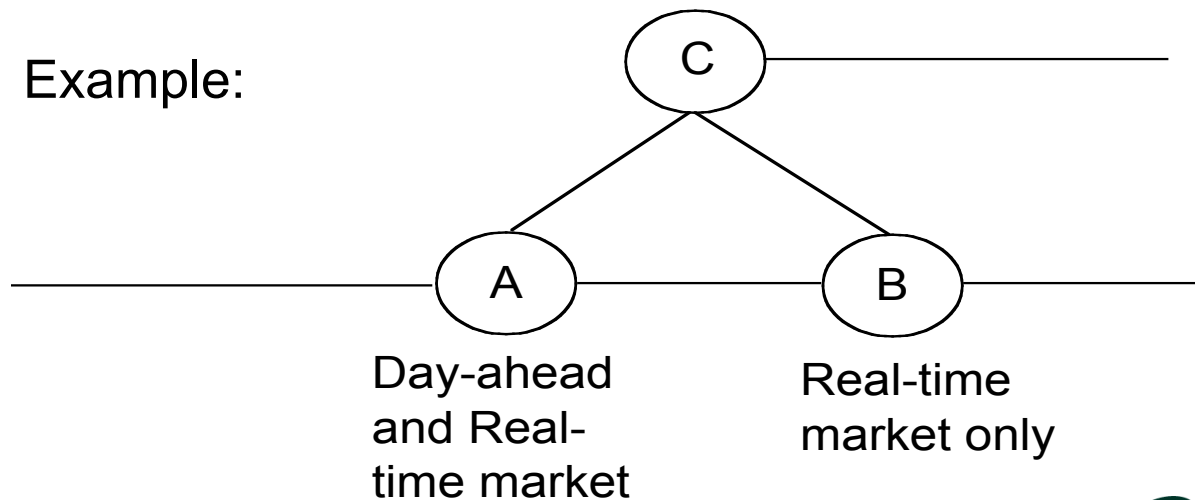 Example:
C
A
B
Day-ahead
and Real-
time market
Real-time
market only